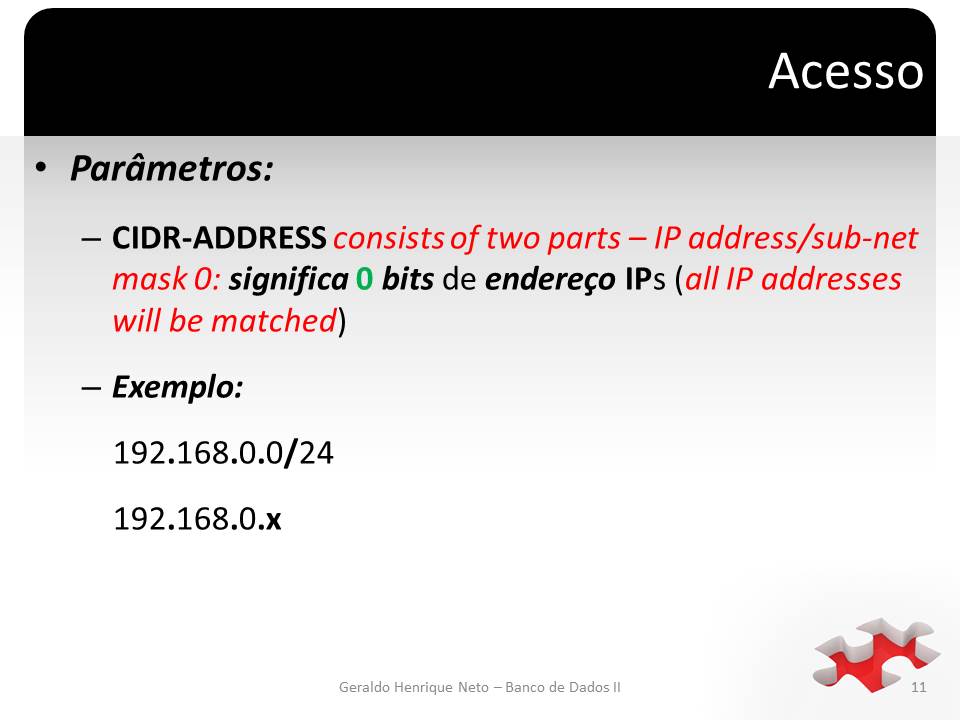 Acesso
• Parâmetros:
– CIDR-ADDRESS consists of two parts – IP address/sub-net
mask 0: significa 0 bits de endereço IPs (all IP addresses
will be matched)
– Exemplo:
192.168.0.0/24
192.168.0.x
Geraldo Henrique Neto – Banco de Dados II
11